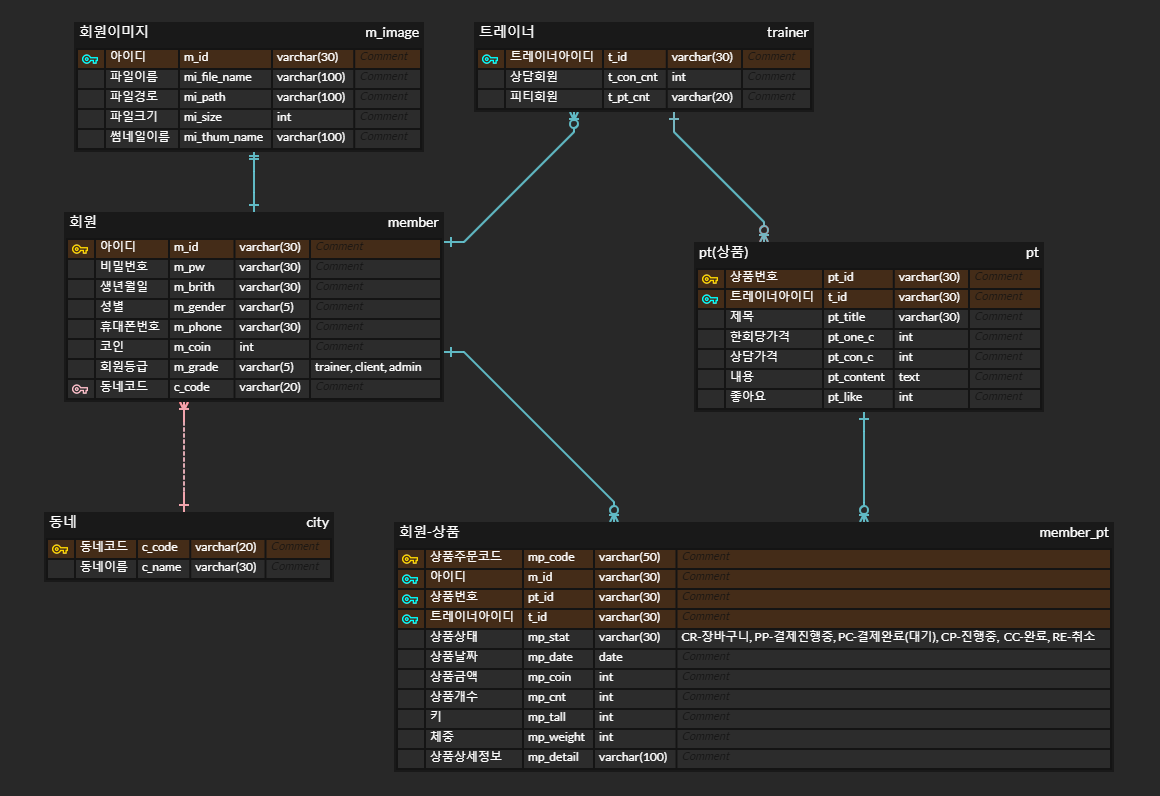 회원이미지 m_image
아이디 m_id varchar(30) Comment
파일이름 mi_file_name varchar(100) Comment
파일경로 mi_path varchar(100) Comment
파일크기 mi_size int Comment
썸네일이름 mi_thum_name varchar(100) Comment
트레이너 trainer
트레이너아이디 t_id varchar(30) Comment
상담회원 t_con_cnt int Comment
피티회원 t_pt_cnt varchar(20) Comment
회원 member
아이디 m_id varchar(30) Comment
비밀번호 m_pw varchar(30) Comment
생년월일 m_brith varchar(30) Comment
성별 m_gender varchar(5) Comment
휴대폰번호 m_phone varchar(30) Comment
코인 m_coin int Comment
회원등급 m_grade varchar(5) trainer, client, admin
동네코드 c_code varchar(20) Comment
pt(상품) pt
상품번호 pt_id varchar(30) Comment
트레이너아이디 t_id varchar(30) Comment
제목 pt_title varchar(30) Comment
한회당가격 pt_one_c int Comment
상담가격 pt_con_c int Comment
내용 pt_content text Comment
좋아요 pt_like int Comment
동네 city
동네코드 c_code varchar(20) Comment
동네이름 c_name varchar(30) Comment
회원-상품 member_pt
상품주문코드 mp_code varchar(50) Comment
아이디 m_id varchar(30) Comment
상품번호 pt_id varchar(30) Comment
트레이너아이디 t_id varchar(30) Comment
상품상태 mp_stat varchar(30) CR-장바구니, PP-결제진행중, PC-결제완료(대기), CP-진행중, CC-완료, RE-취소
상품날짜 mp_date date Comment
상품금액 mp_coin int Comment
상품개수 mp_cnt int Comment
키 mp_tall int Comment
체중 mp_weight int Comment
상품상세정보 mp_detail varchar(100) Comment